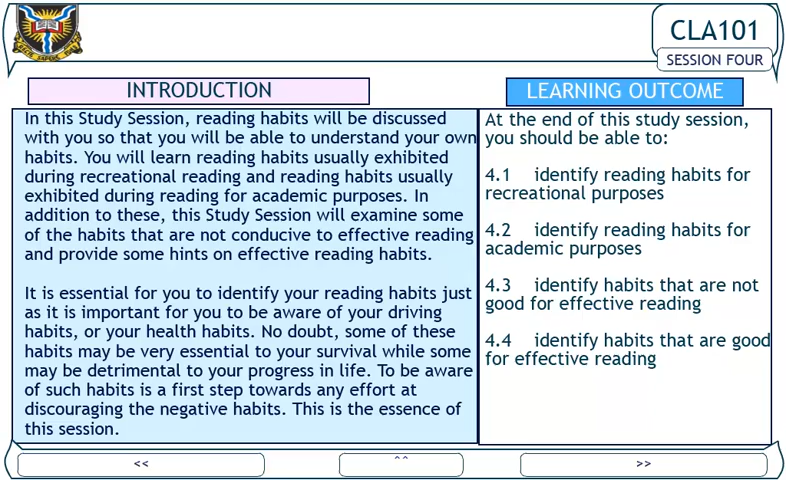 CLA101
SESSION FOUR
INTRODUCTION
In this Study Session, reading habits will be discussed
with you so that you will be able to understand your own
habits. You will learn reading habits usually exhibited
during recreational reading and reading habits usually
exhibited during reading for academic purposes. In
addition to these, this Study Session will examine some
of the habits that are not conducive to effective reading
and provide some hints on effective reading habits.
It is essential for you to identify your reading habits just
as it is important for you to be aware of your driving
habits, or your health habits. No doubt, some of these
habits may be very essential to your survival while some
may be detrimental to your progress in life. To be aware
of such habits is a first step towards any effort at
discouraging the negative habits. This is the essence of
this session.
LEARNING OUTCOME
At the end of this study session,
you should be able to:
4.1 identify reading habits for
recreational purposes
4.2 identify reading habits for
academic purposes
4.3 identify habits that are not
good for effective reading
4.4 identify habits that are good
for effective reading
<<
^^
>>